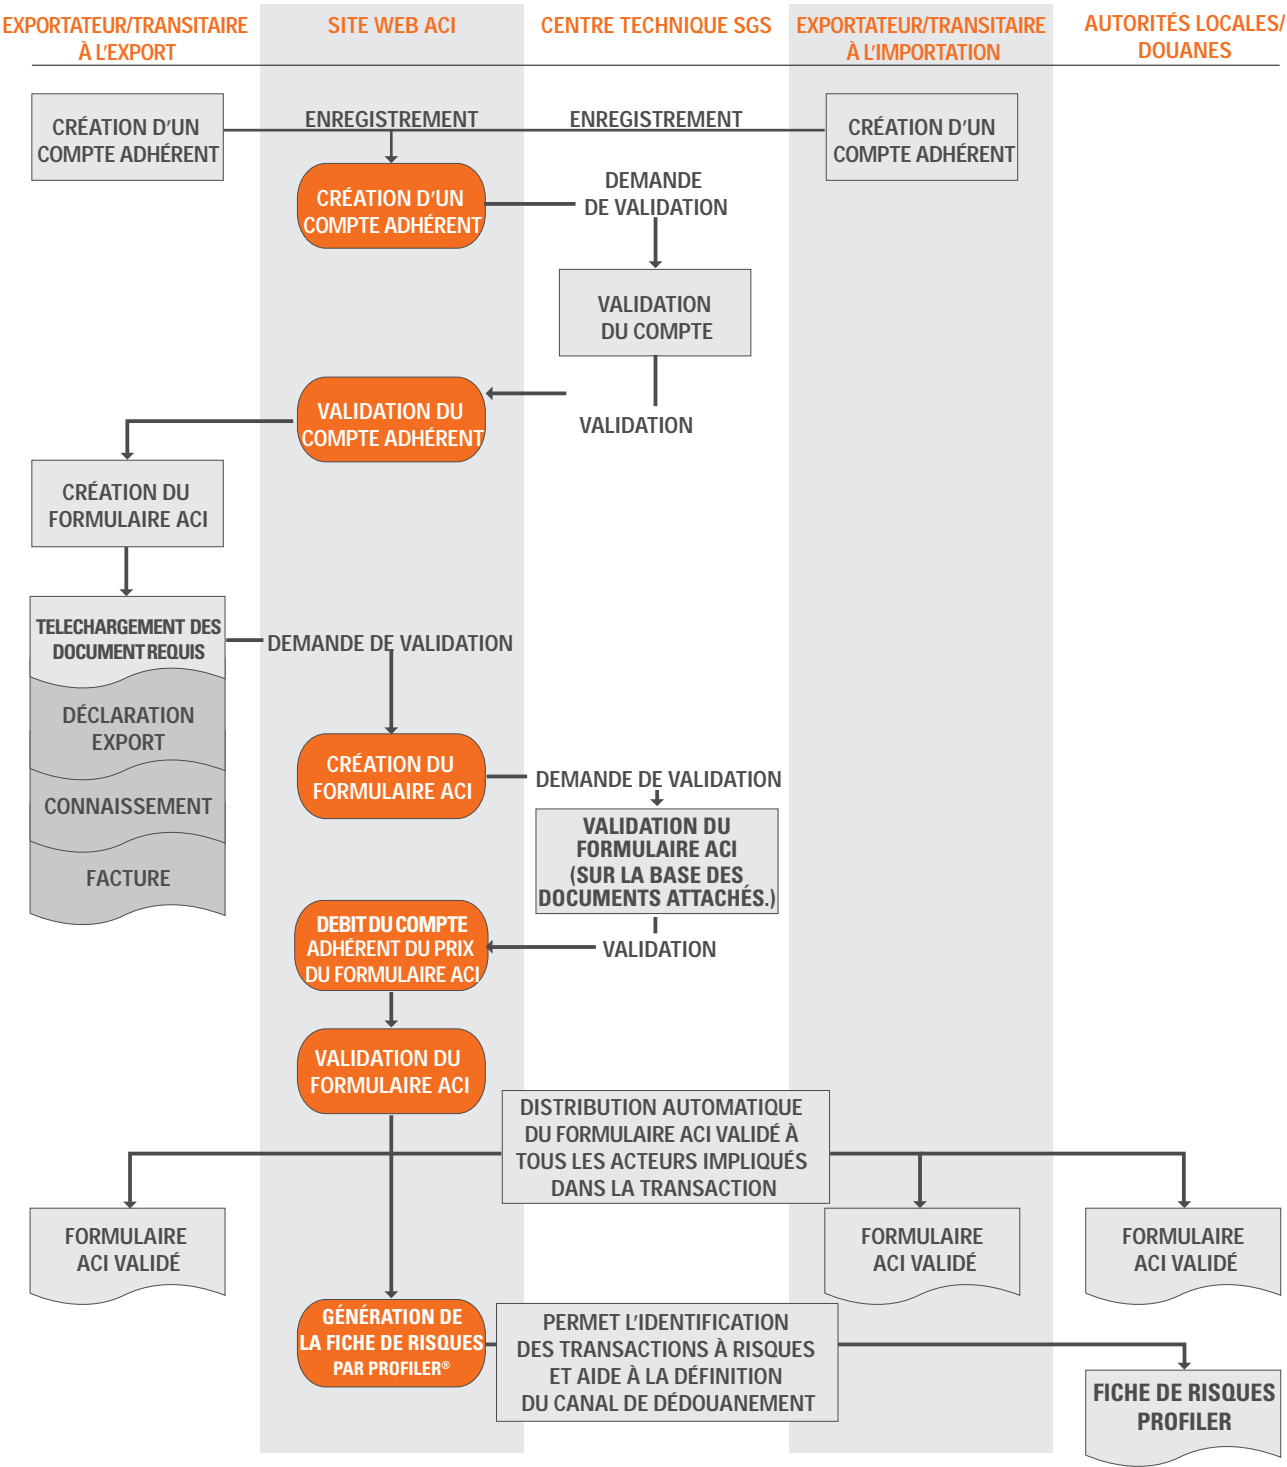 EXPORTATEUR/TRANSITAIRE
À L'EXPORT
SITE WEB ACI
CENTRE TECHNIQUE SGS
EXPORTATEUR/TRANSITAIRE
À L'IMPORTATION
AUTORITÉS LOCALES/
DOUANES
CRÉATION D'UN
COMPTE ADHÉRENT
ENREGISTREMENT
ENREGISTREMENT
CRÉATION D'UN
COMPTE ADHÉRENT
CRÉATION D'UN
COMPTE ADHÉRENT
DEMANDE
DE VALIDATION
VALIDATION
DU COMPTE
VALIDATION DU
COMPTE ADHÉRENT
VALIDATION
CRÉATION DU
FORMULAIRE ACI
TELECHARGEMENT DES
DOCUMENT REQUIS
DEMANDE DE VALIDATION
DÉCLARATION
EXPORT
CONNAISSEMENT
FACTURE
CRÉATION DU
FORMULAIRE ACI
DEMANDE DE VALIDATION
VALIDATION DU
FORMULAIRE ACI
(SUR LA BASE DES
DOCUMENTS ATTACHÉS.)
DEBIT DU COMPTE
ADHÉRENT DU PRIX
DU FORMULAIRE ACI
VALIDATION
VALIDATION DU
FORMULAIRE ACI
DISTRIBUTION AUTOMATIQUE
DU FORMULAIRE ACI VALIDÉ À
TOUS LES ACTEURS IMPLIQUÉS
DANS LA TRANSACTION
FORMULAIRE
ACI VALIDÉ
FORMULAIRE
ACI VALIDÉ
FORMULAIRE
ACI VALIDÉ
GÉNÉRATION DE
LA FICHE DE RISQUES
PAR PROFILER®
PERMET L'IDENTIFICATION
DES TRANSACTIONS À RISQUES
ET AIDE À LA DÉFINITION
DU CANAL DE DÉDOUANEMENT
FICHE DE RISQUES
PROFILER